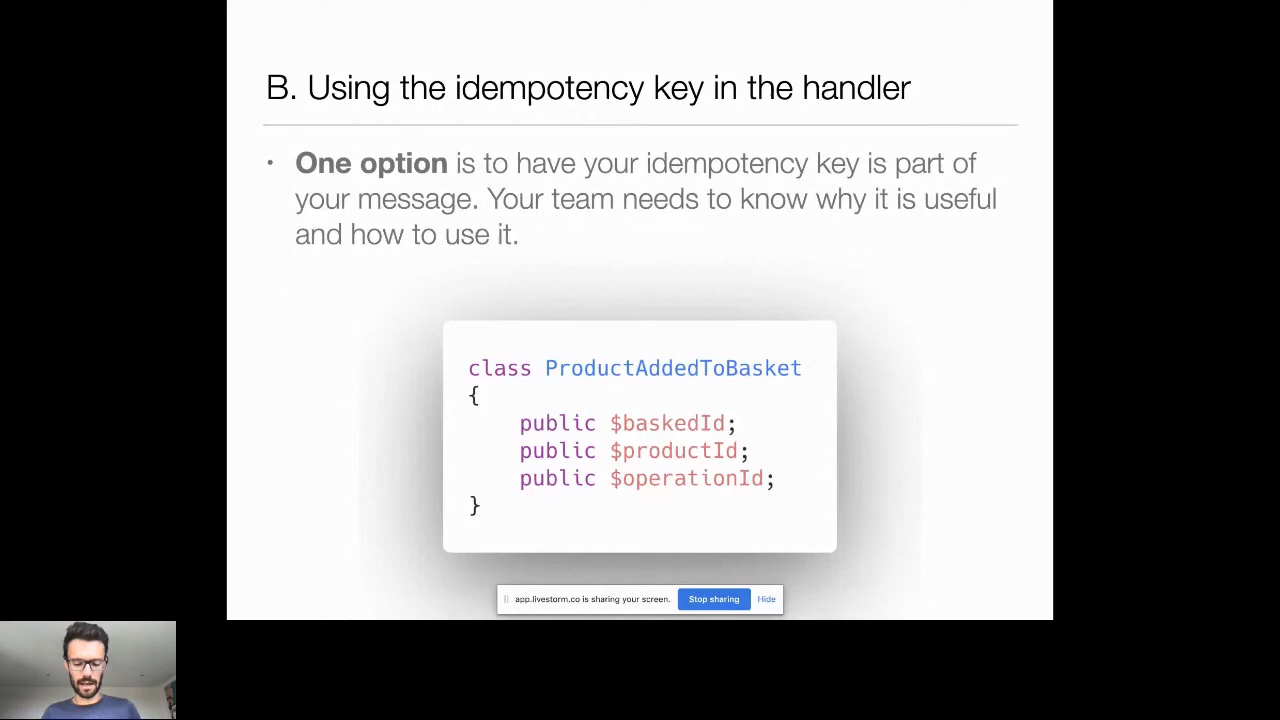 B. Using the idempotency key in the handler
• One option is to have your idempotency key is part of
your message. Your team needs to know why it is useful
and how to use it.
class ProductAddedToBasket
{
    public $baskedId;
    public $productId;
    public $operationId;
}
app.livestorm.co is sharing your screen. Stop sharing Hide